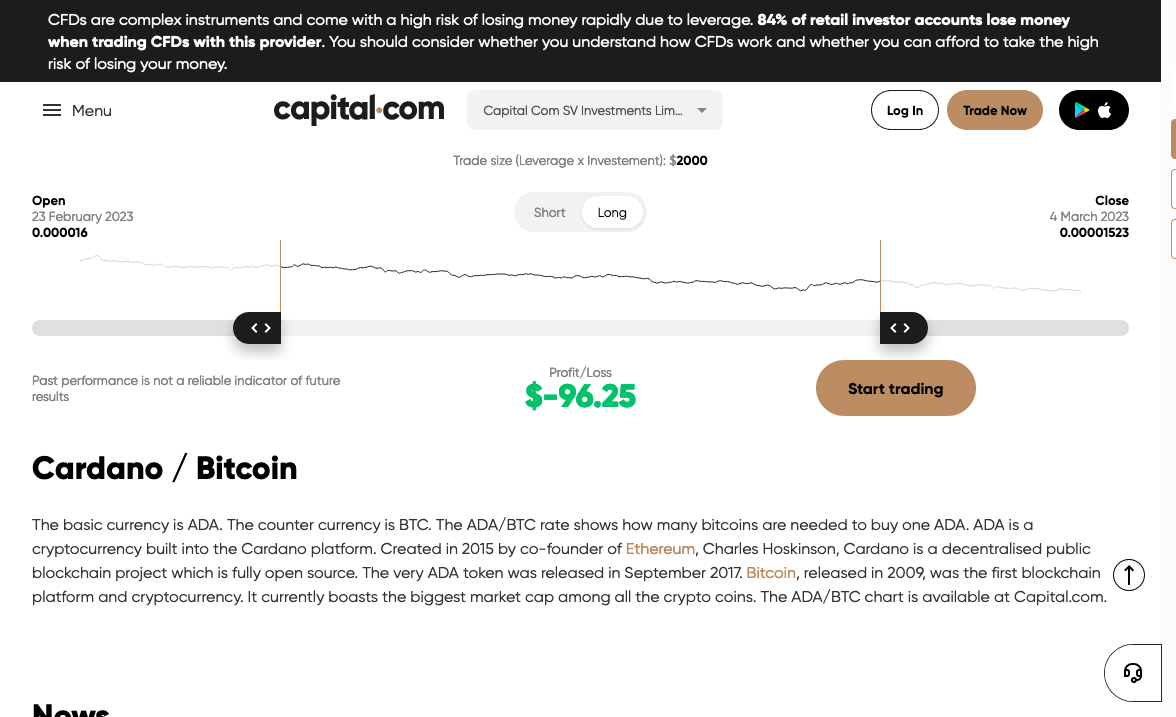 CFDs are complex instruments and come with a high risk of losing money rapidly due to leverage. 84% of retail investor accounts lose money
when trading CFDs with this provider. You should consider whether you understand how CFDs work and whether you can afford to take the high
risk of losing your money.
Menu
capital.com
Capital Com SV Investments Lim...
Log In
Trade Now
Trade size (Leverage x Investement): $2000
Open
23 February 2023
0.000016
Short
Long
Close
4 March 2023
0.00001523
Past performance is not a reliable indicator of future
results
Profit/Loss
$-96.25
Start trading
Cardano / Bitcoin
The basic currency is ADA. The counter currency is BTC. The ADA/BTC rate shows how many bitcoins are needed to buy one ADA. ADA is a
cryptocurrency built into the Cardano platform. Created in 2015 by co-founder of Ethereum, Charles Hoskinson, Cardano is a decentralised public
blockchain project which is fully open source. The very ADA token was released in September 2017. Bitcoin, released in 2009, was the first blockchain
platform and cryptocurrency. It currently boasts the biggest market cap among all the crypto coins. The ADA/BTC chart is available at Capital.com.
News